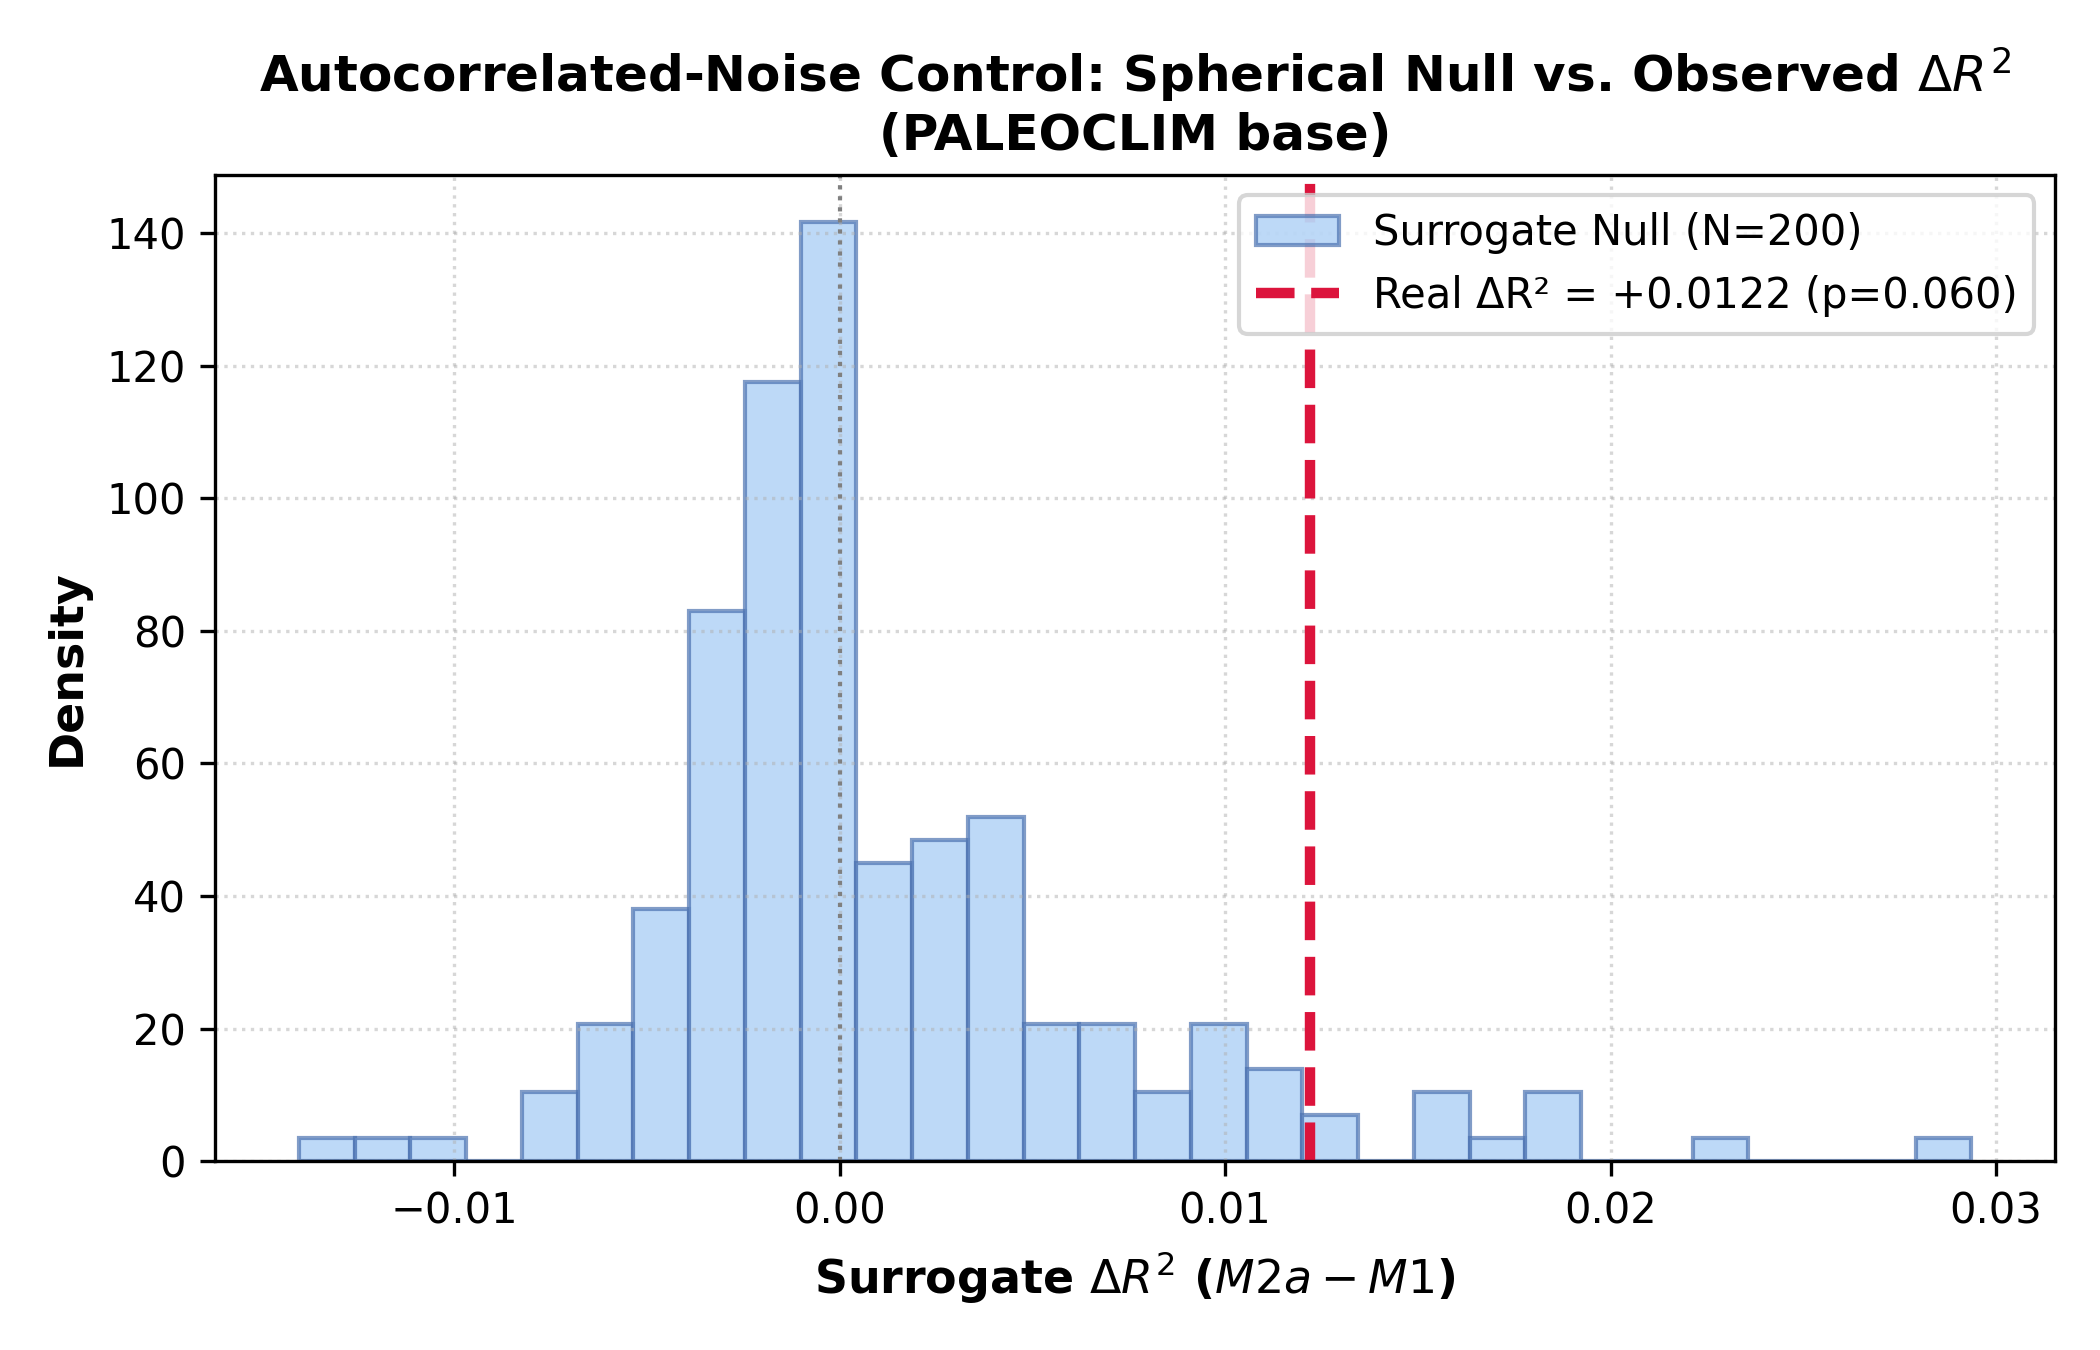 Autocorrelated-Noise Control: Spherical Null vs. Observed ΔR²
(PALEOCLIM base)
Surrogate Null (N=200)
Real ΔR² = +0.0122 (p=0.060)
Density
140
120
100
80
60
40
20
0
−0.01 0.00 0.01 0.02 0.03
Surrogate ΔR² (M2a − M1)